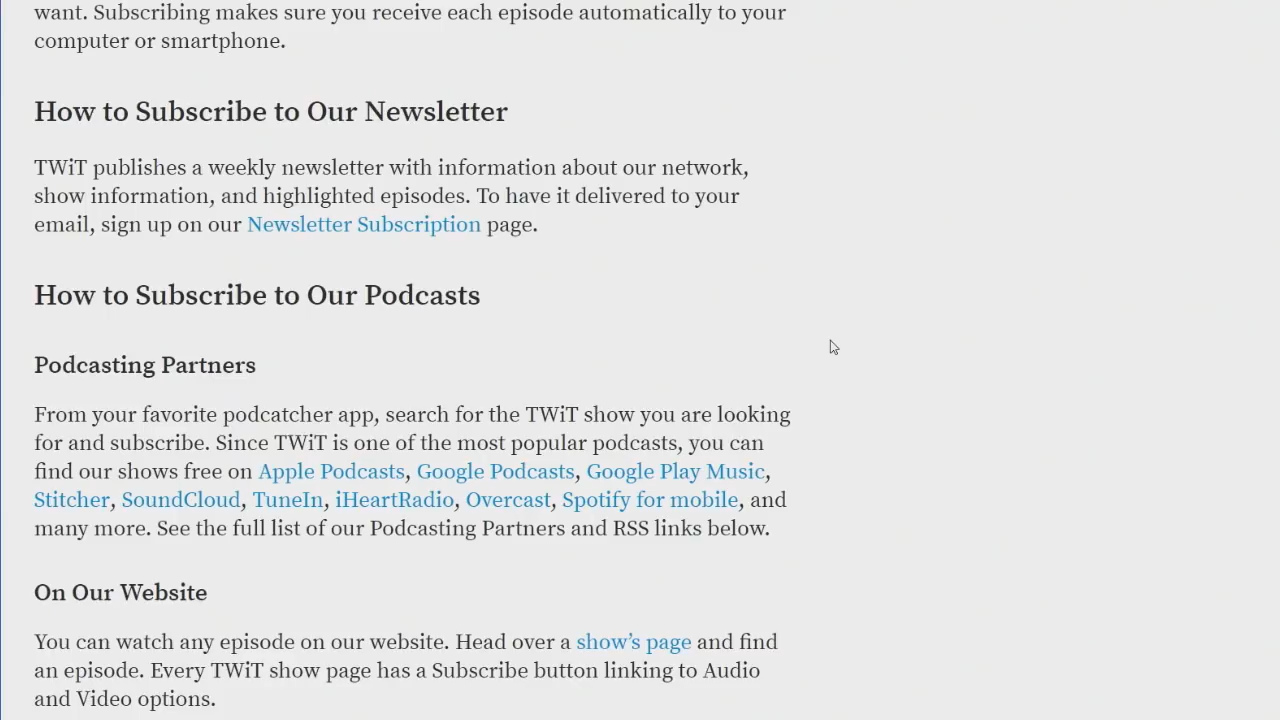 want. Subscribing makes sure you receive each episode automatically to your
computer or smartphone.
How to Subscribe to Our Newsletter
TWiT publishes a weekly newsletter with information about our network,
show information, and highlighted episodes. To have it delivered to your
email, sign up on our Newsletter Subscription page.
How to Subscribe to Our Podcasts
Podcasting Partners
From your favorite podcatcher app, search for the TWiT show you are looking
for and subscribe. Since TWiT is one of the most popular podcasts, you can
find our shows free on Apple Podcasts, Google Podcasts, Google Play Music,
Stitcher, SoundCloud, TuneIn, iHeartRadio, Overcast, Spotify for mobile, and
many more. See the full list of our Podcasting Partners and RSS links below.
On Our Website
You can watch any episode on our website. Head over a show’s page and find
an episode. Every TWiT show page has a Subscribe button linking to Audio
and Video options.